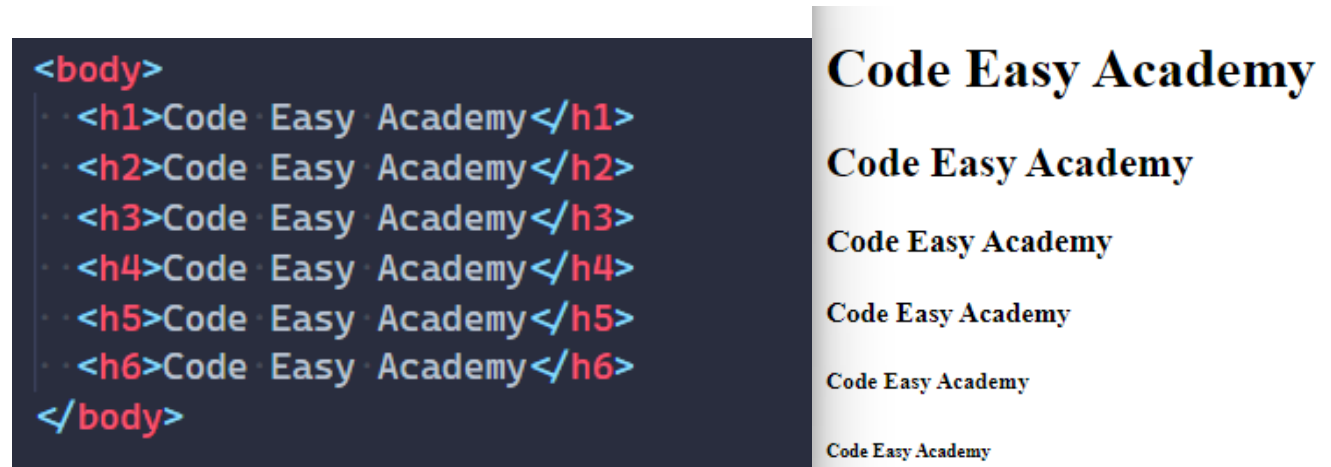 <body>
<h1>Code Easy Academy</h1>
<h2>Code Easy Academy</h2>
<h3>Code Easy Academy</h3>
<h4>Code Easy Academy</h4>
<h5>Code Easy Academy</h5>
<h6>Code Easy Academy</h6>
</body>
Code Easy Academy
Code Easy Academy
Code Easy Academy
Code Easy Academy
Code Easy Academy
Code Easy Academy